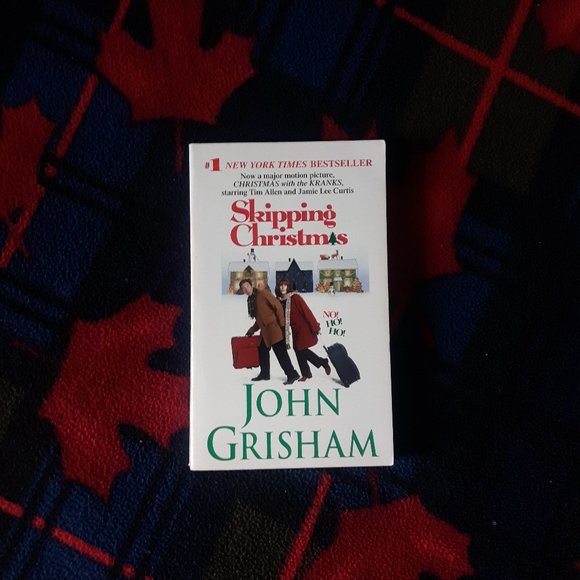 #1 NEW YORK TIMES BESTSELLER
Now a major motion picture,
CHRISTMAS with the KRANKS,
starring Tim Allen and Jamie Lee Curtis
Skipping
Christmas
NO!
HO!
HO!
JOHN
GRISHAM